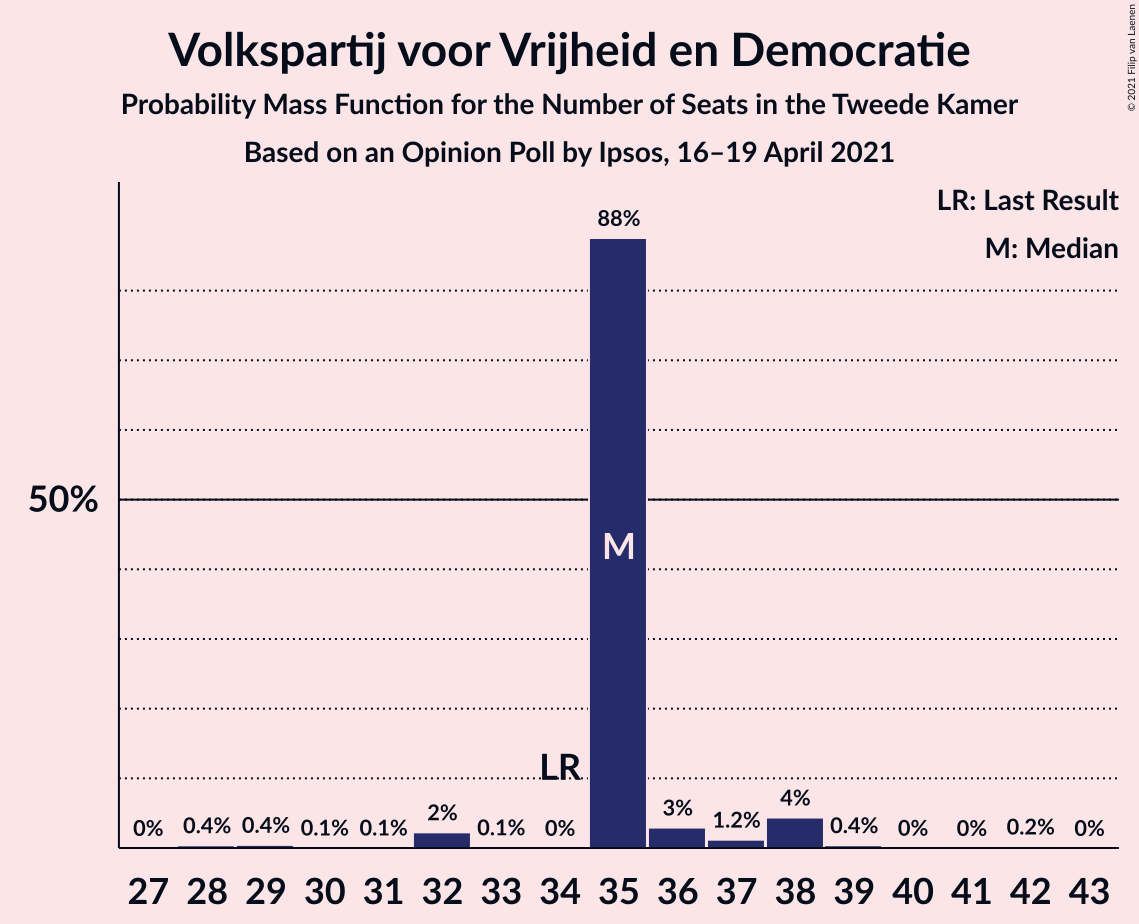 Volkspartij voor Vrijheid en Democratie
Probability Mass Function for the Number of Seats in the Tweede Kamer
Based on an Opinion Poll by Ipsos, 16–19 April 2021
© 2021 Filip van Laenen
LR: Last Result
M: Median
88%
50%
M
LR
0% 0.4% 0.4% 0.1% 0.1% 2% 0.1% 0% 3% 1.2% 4% 0.4% 0% 0% 0.2% 0%
27 28 29 30 31 32 33 34 35 36 37 38 39 40 41 42 43